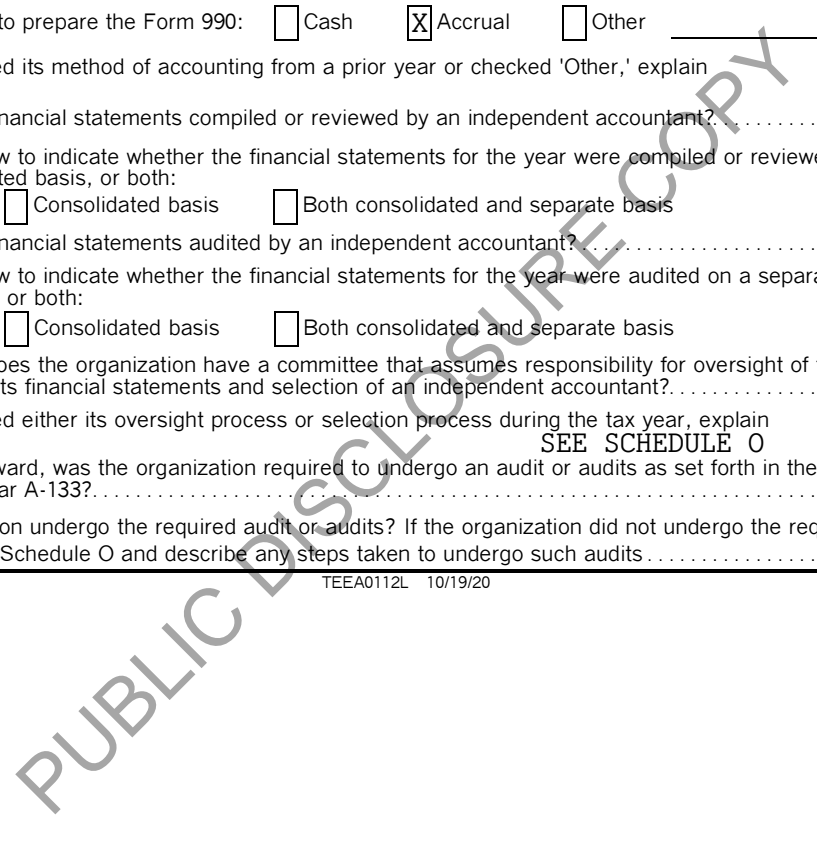 to prepare the Form 990: Cash X Accrual Other
ed its method of accounting from a prior year or checked 'Other,' explain
nancial statements compiled or reviewed by an independent accountant?. . . . . . . . . .
w to indicate whether the financial statements for the year were compiled or reviewe
ted basis, or both:
Consolidated basis Both consolidated and separate basis
nancial statements audited by an independent accountant?. . . . . . . . . . . . . . . . . . . . . .
w to indicate whether the financial statements for the year were audited on a separa
or both:
Consolidated basis Both consolidated and separate basis
oes the organization have a committee that assumes responsibility for oversight of
ts financial statements and selection of an independent accountant?. . . . . . . . . . . . . .
ed either its oversight process or selection process during the tax year, explain
SEE SCHEDULE O
ward, was the organization required to undergo an audit or audits as set forth in the
ar A-133?. . . . . . . . . . . . . . . . . . . . . . . . . . . . . . . . . . . . . . . . . . . . . . . . . . . . . . . . . . . . . . . . . . . . . .
on undergo the required audit or audits? If the organization did not undergo the req
Schedule O and describe any steps taken to undergo such audits . . . . . . . . . . . . . . . .
TEEA0112L 10/19/20
PUBLIC DISCLOSURE COPY